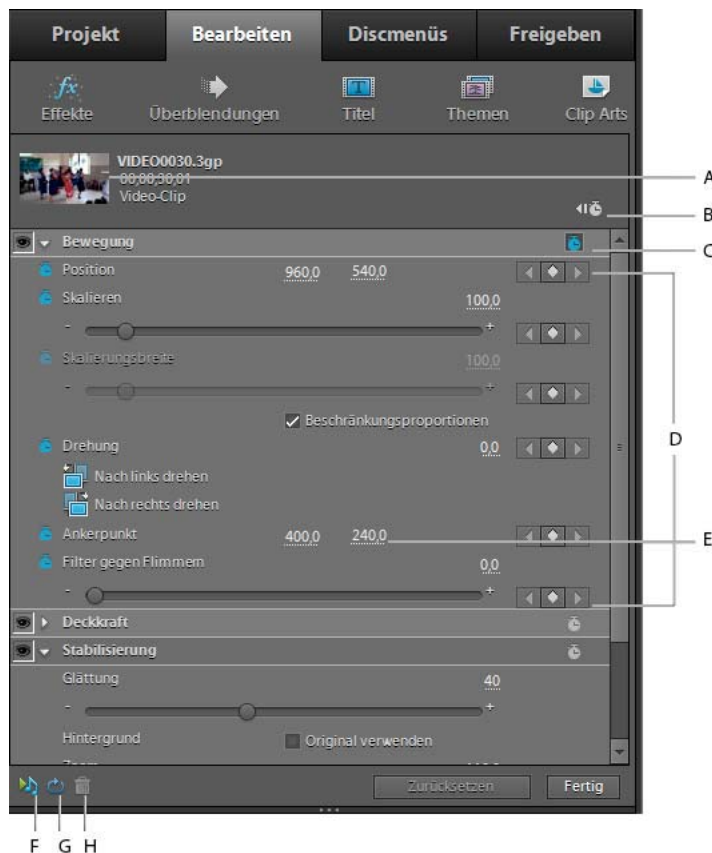 Projekt Bearbeiten Discmenüs Freigeben
fx
Effekte Überblendungen Titel Themen Clip Arts
VIDEO0030.3gp
00;00;30;01
Video-Clip
A
B
Bewegung
C
Position 960,0 540,0
Skalieren 100,0
- +
Skalierungsbreite 100,0
- +
Beschränkungsproportionen
D
Drehung 0,0
Nach links drehen
Nach rechts drehen
Ankerpunkt 400,0 240,0
E
Filter gegen Flimmern 0,0
- +
Deckkraft
Stabilisierung
Glättung 40
- +
Hintergrund Original verwenden
Zurücksetzen Fertig
F G H